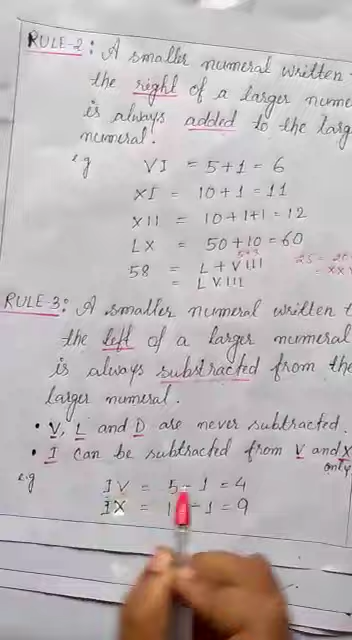 RULE-2: A smaller numeral written
the right of a larger nume
is always added to the larg
numeral.
e.g VI = 5+1 = 6
XI = 10+1 = 11
XII = 10+1+1 = 12
LX = 50+10 = 60
58 = L + VIII
= LVIII
RULE-3: A smaller numeral written t
the left of a larger numeral
is always subtracted from the
larger numeral.
• V, L and D are never subtracted.
• I can be subtracted from V and X
only.
e.g IV = 5-1 = 4
IX = 1 - 1 = 9